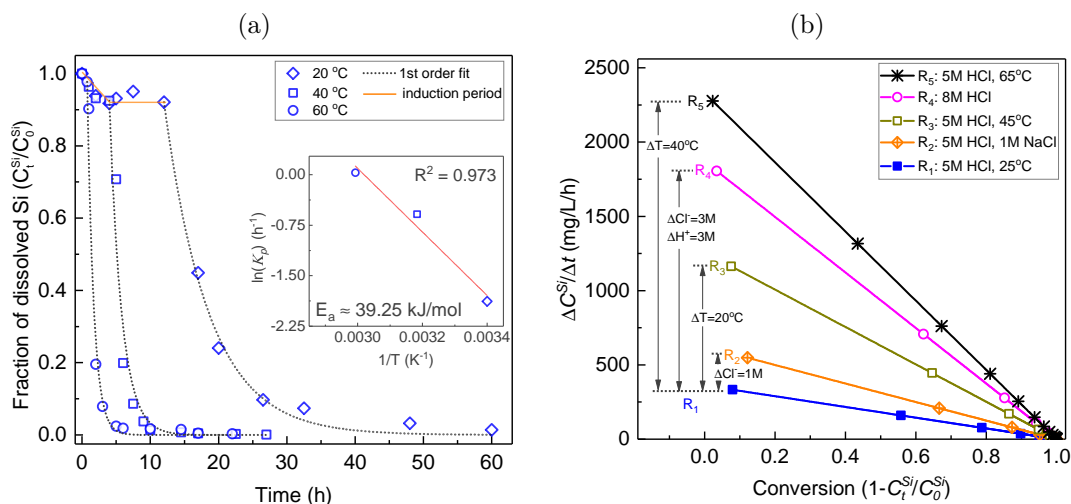 (a)
Fraction of dissolved Si (C_t^Si/C_0^Si)
1.0
0.8
0.6
0.4
0.2
0.0
0
10
20
30
40
50
60
Time (h)
20 °C
40 °C
60 °C
1st order fit
induction period
ln(K_p) (h⁻¹)
0.00
-0.75
-1.50
-2.25
R² = 0.973
E_a ≈ 39.25 kJ/mol
0.0030
0.0032
0.0034
1/T (K⁻¹)
(b)
ΔC^Si/Δt (mg/L/h)
2500
2000
1500
1000
500
0
0.0
0.2
0.4
0.6
0.8
1.0
Conversion (1-C_t^Si/C_0^Si)
R₅: 5M HCl, 65°C
R₄: 8M HCl
R₃: 5M HCl, 45°C
R₂: 5M HCl, 1M NaCl
R₁: 5M HCl, 25°C
R₅
ΔT=40°C
R₄
ΔCl⁻=3M
ΔH⁺=3M
R₃
ΔT=20°C
R₂
ΔCl⁻=1M
R₁